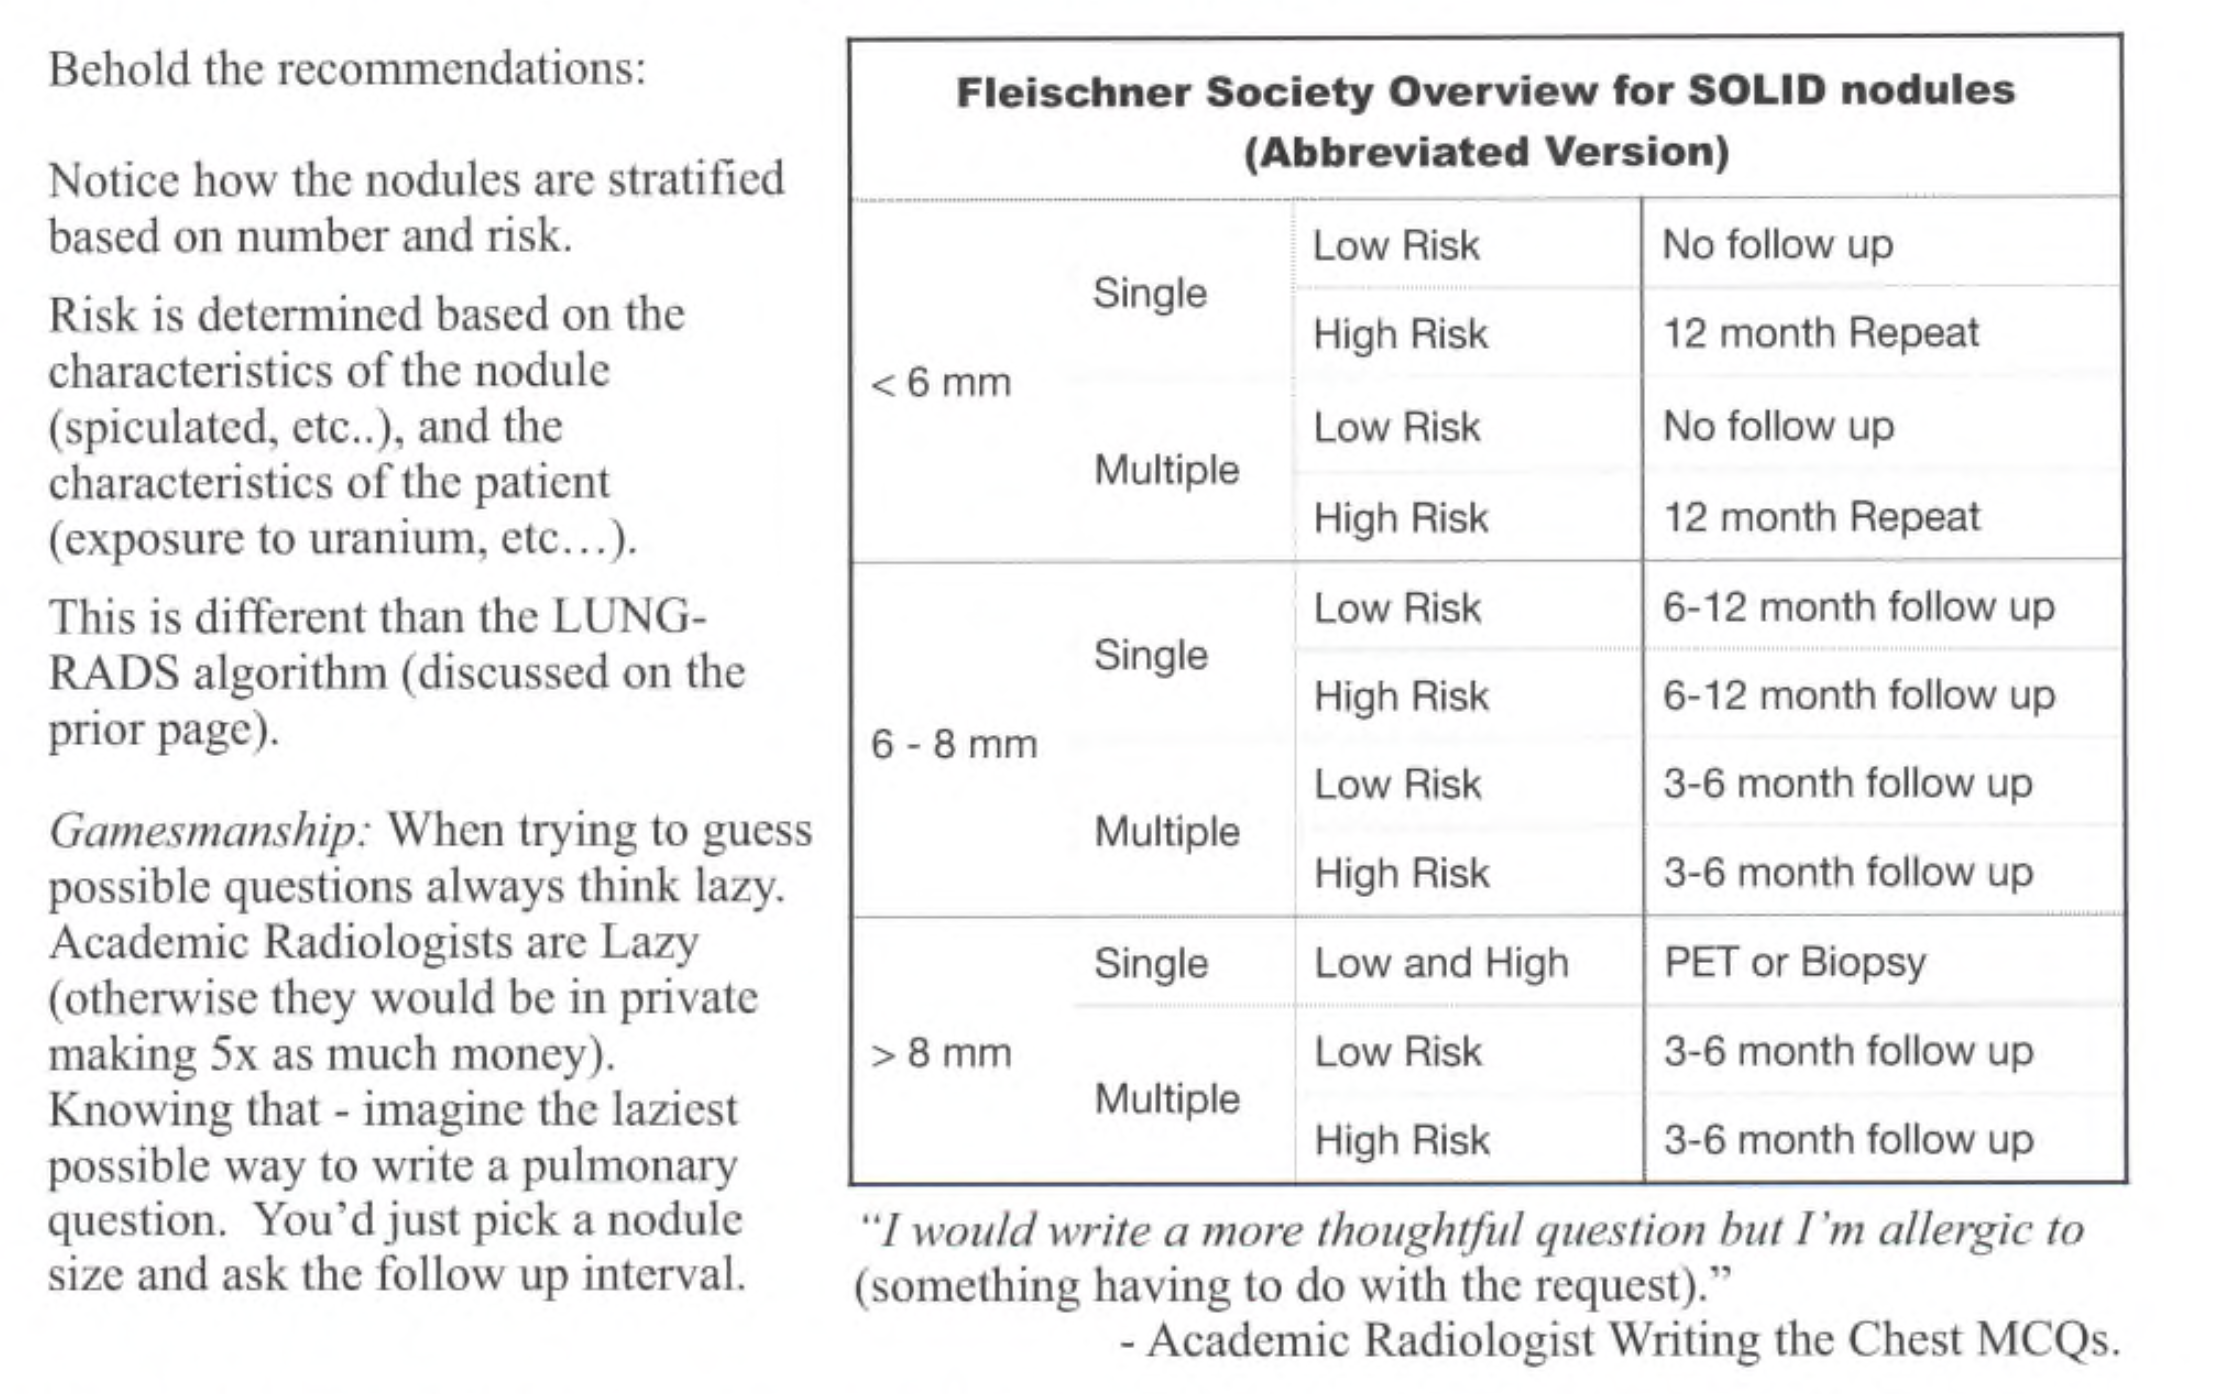 Behold the recommendations:
Notice how the nodules are stratified
based on number and risk.
Risk is determined based on the
characteristics of the nodule
(spiculated, etc..), and the
characteristics of the patient
(exposure to uranium, etc...).
This is different than the LUNG-
RADS algorithm (discussed on the
prior page).
Gamesmanship: When trying to guess
possible questions always think lazy.
Academic Radiologists are Lazy
(otherwise they would be in private
making 5x as much money).
Knowing that - imagine the laziest
possible way to write a pulmonary
question. You'd just pick a nodule
size and ask the follow up interval.
Fleischner Society Overview for SOLID nodules
(Abbreviated Version)
< 6 mm
Single
Low Risk No follow up
High Risk 12 month Repeat
Multiple
Low Risk No follow up
High Risk 12 month Repeat
6 - 8 mm
Single
Low Risk 6-12 month follow up
High Risk 6-12 month follow up
Multiple
Low Risk 3-6 month follow up
High Risk 3-6 month follow up
> 8 mm
Single Low and High PET or Biopsy
Multiple
Low Risk 3-6 month follow up
High Risk 3-6 month follow up
"I would write a more thoughtful question but I'm allergic to
(something having to do with the request)."
- Academic Radiologist Writing the Chest MCQs.